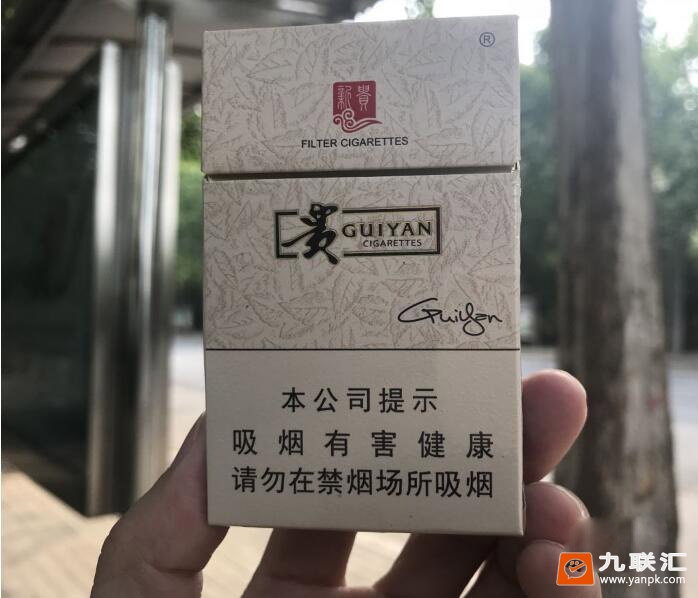 ®
新貴
FILTER CIGARETTES
贵 GUIYAN
CIGARETTES
GuiYan
本公司提示
吸烟有害健康
请勿在禁烟场所吸烟
九联汇
www.yanpk.com